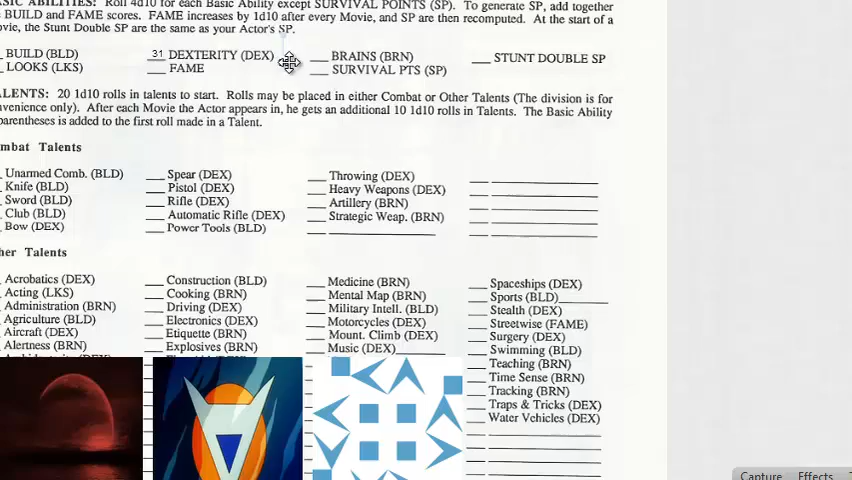 BASIC ABILITIES: Roll 4d10 for each Basic Ability except SURVIVAL POINTS (SP). To generate SP, add together
BUILD and FAME scores. FAME increases by 1d10 after every Movie, and SP are then recomputed. At the start of
the Stunt Double SP are the same as your Actor's SP.
BUILD (BLD) 31 DEXTERITY (DEX) BRAINS (BRN) STUNT DOUBLE SP
LOOKS (LKS) FAME SURVIVAL PTS (SP)
ALENTS: 20 1d10 rolls in talents to start. Rolls may be placed in either Combat or Other Talents (The division is for
venience only). After each Movie the Actor appears in, he gets an additional 10 1d10 rolls in Talents. The Basic Ability
parentheses is added to the first roll made in a Talent.
mbat Talents
Unarmed Comb. (BLD) Spear (DEX) Throwing (DEX)
Knife (BLD) Pistol (DEX) Heavy Weapons (DEX)
Sword (BLD) Rifle (DEX) Artillery (BRN)
Club (BLD) Automatic Rifle (DEX) Strategic Weap. (BRN)
Bow (DEX) Power Tools (BLD)
her Talents
Acrobatics (DEX) Construction (BLD) Medicine (BRN) Spaceships (DEX)
Acting (LKS) Cooking (BRN) Mental Map (BRN) Sports (BLD)
Administration (BRN) Driving (DEX) Military Intell. (BLD) Stealth (DEX)
Agriculture (BLD) Electronics (DEX) Motorcycles (DEX) Streetwise (FAME)
Aircraft (DEX) Etiquette (BRN) Mount. Climb (DEX) Surgery (DEX)
Alertness (BRN) Explosives (BRN) Music (DEX) Swimming (BLD)
Teaching (BRN)
Time Sense (BRN)
Tracking (BRN)
Traps & Tricks (DEX)
Water Vehicles (DEX)
Capture Effects